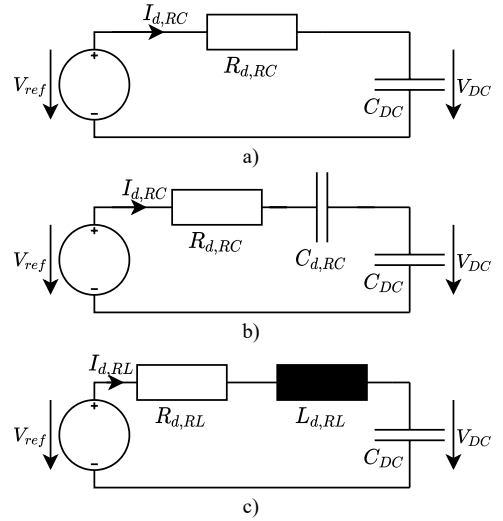 I_{d,RC}
R_{d,RC}
V_{ref}
+
−
C_{DC}
V_{DC}
a)
I_{d,RC}
R_{d,RC}
C_{d,RC}
V_{ref}
+
−
C_{DC}
V_{DC}
b)
I_{d,RL}
R_{d,RL}
L_{d,RL}
V_{ref}
+
−
C_{DC}
V_{DC}
c)